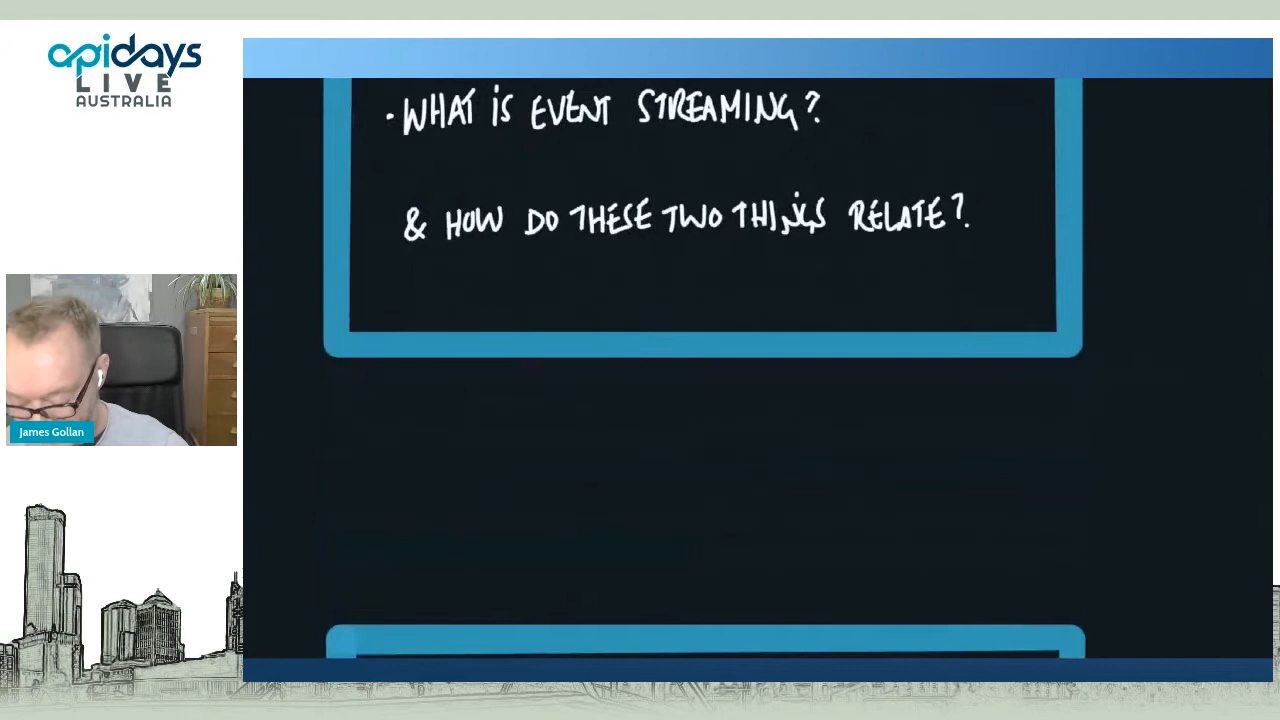 apidays
LIVE
AUSTRALIA
· WHAT IS EVENT STREAMING?
& HOW DO THESE TWO THINGS RELATE?
James Gollan